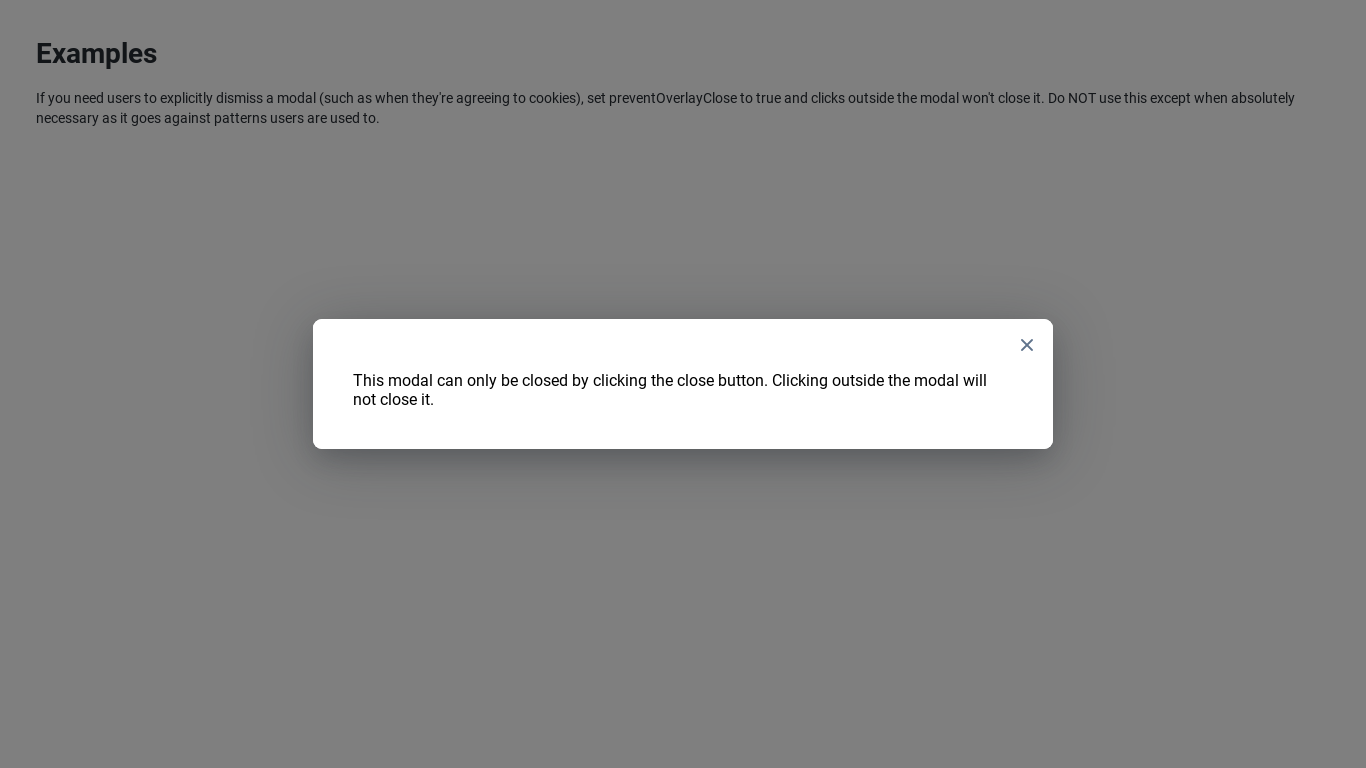 Examples
If you need users to explicitly dismiss a modal (such as when they're agreeing to cookies), set preventOverlayClose to true and clicks outside the modal won't close it. Do NOT use this except when absolutely
necessary as it goes against patterns users are used to.
This modal can only be closed by clicking the close button. Clicking outside the modal will
not close it.